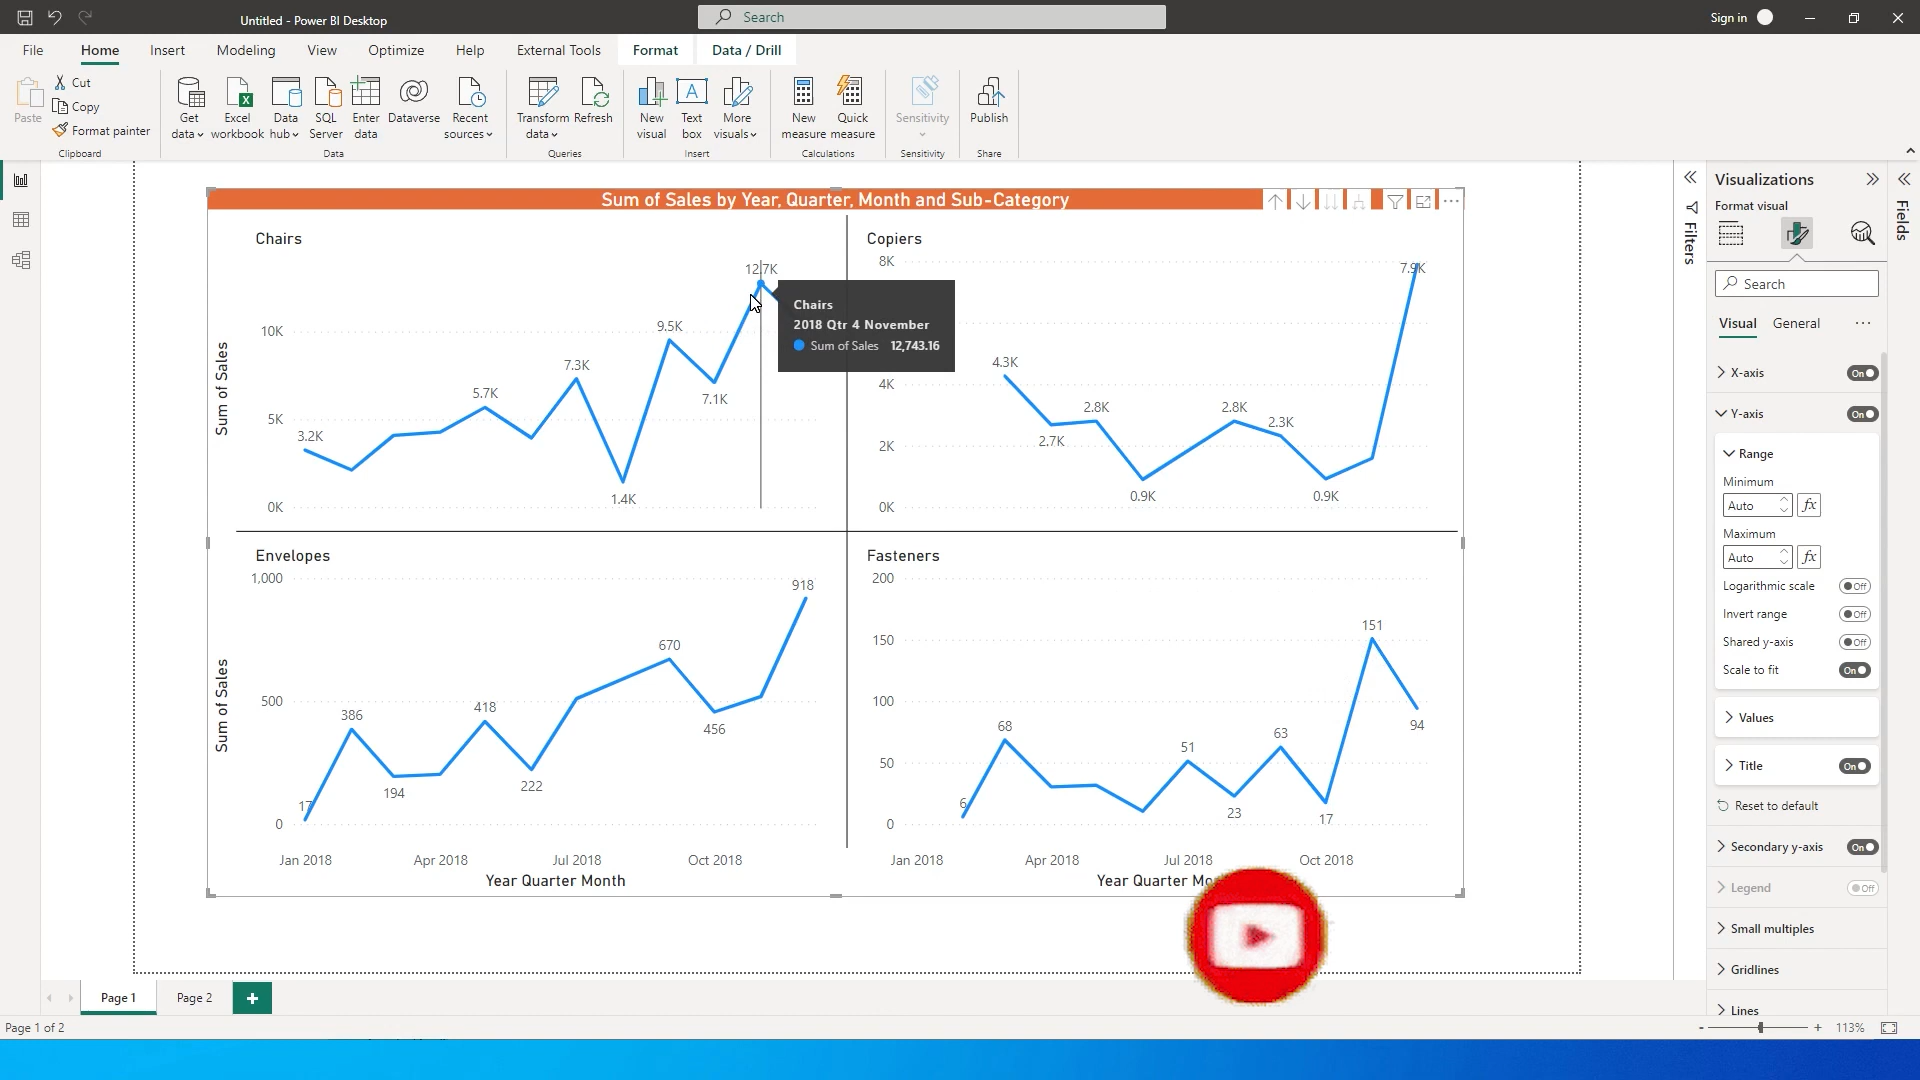 Untitled - Power BI Desktop
Search
Sign in
File
Home
Insert
Modeling
View
Optimize
Help
External Tools
Format
Data / Drill
Paste
Cut
Copy
Format painter
Clipboard
Get data
Excel workbook
Data hub
SQL Server
Enter data
Dataverse
Recent sources
Data
Transform data
Refresh
Queries
New visual
Text box
More visuals
Insert
New measure
Quick measure
Calculations
Sensitivity
Sensitivity
Publish
Share
Sum of Sales by Year, Quarter, Month and Sub-Category
Chairs
Sum of Sales
10K
5K
0K
3.2K
5.7K
7.3K
1.4K
9.5K
7.1K
12.7K
Chairs
2018 Qtr 4 November
Sum of Sales 12,743.16
Copiers
8K
4K
2K
0K
4.3K
2.7K
2.8K
0.9K
2.8K
2.3K
0.9K
7.9K
Envelopes
Sum of Sales
1,000
500
0
17
386
194
418
222
670
456
918
Fasteners
200
150
100
50
0
6
68
51
23
63
17
151
94
Jan 2018
Apr 2018
Jul 2018
Oct 2018
Year Quarter Month
Jan 2018
Apr 2018
Jul 2018
Oct 2018
Year Quarter
Filters
Visualizations
Format visual
Search
Visual
General
X-axis
On
Y-axis
On
Range
Minimum
Auto
fx
Maximum
Auto
fx
Logarithmic scale
Off
Invert range
Off
Shared y-axis
Off
Scale to fit
On
Values
Title
On
Reset to default
Secondary y-axis
On
Legend
Off
Small multiples
Gridlines
Lines
Fields
Page 1
Page 2
Page 1 of 2
113%